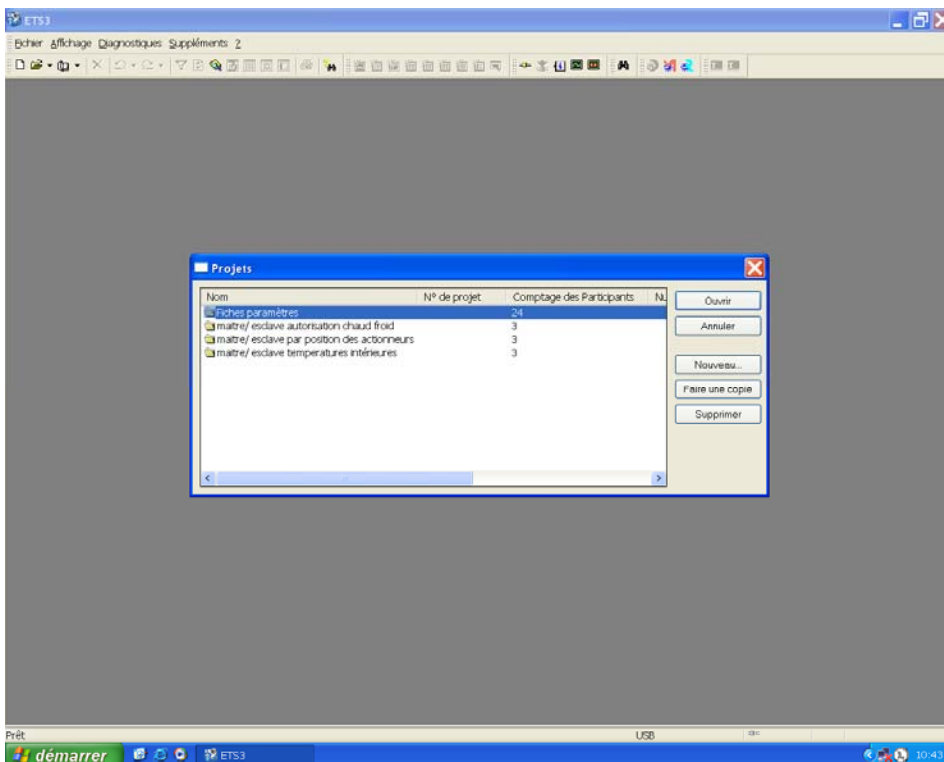 ETS3
Fichier Affichage Diagnostiques Suppléments ?
Projets
Nom Nº de projet Comptage des Participants
Fiches paramètres 24
maitre/ esclave autorisation chaud froid 3
maitre/ esclave par position des actionneurs 3
maitre/ esclave temperatures intérieures 3
Ouvrir
Annuler
Nouveau...
Faire une copie
Supprimer
Prêt USB
démarrer ETS3 10:43